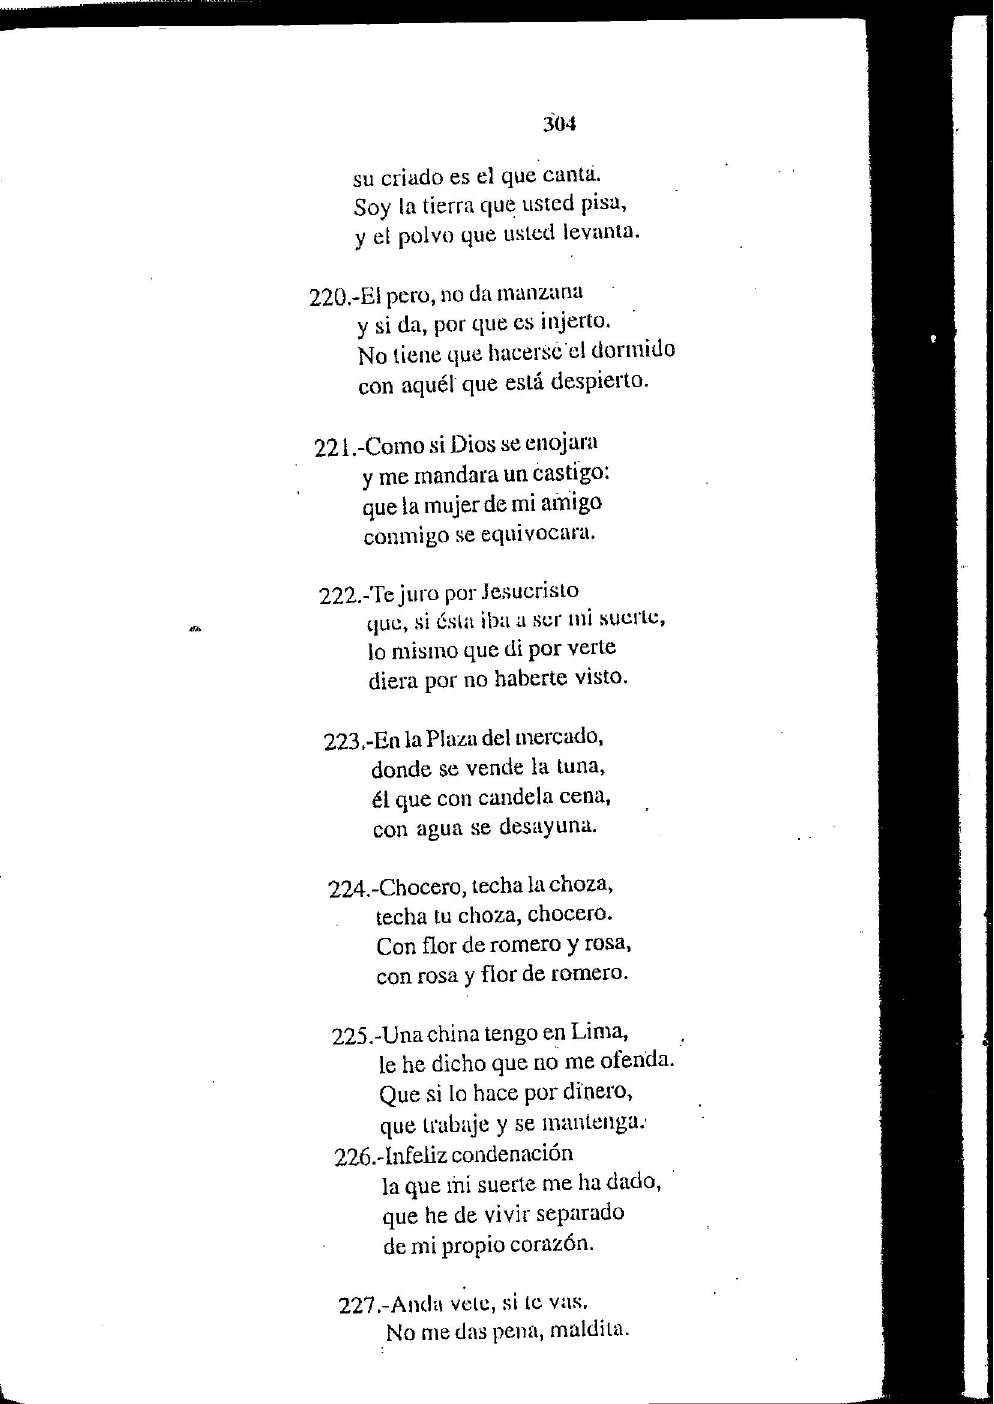 304
su criado es el que canta.
Soy la tierra que usted pisa,
y el polvo que usted levanta.
220.-El pero, no da manzana
y si da, por que es injerto.
No tiene que hacerse el dormido
con aquél que está despierto.
221.-Como si Dios se enojara
y me mandara un castigo:
que la mujer de mi amigo
conmigo se equivocara.
222.-Te juro por Jesucristo
que, si ésta iba a ser mi suerte,
lo mismo que di por verte
diera por no haberte visto.
223.-En la Plaza del mercado,
donde se vende la tuna,
él que con candela cena,
con agua se desayuna.
224.-Chocero, techa la choza,
techa tu choza, chocero.
Con flor de romero y rosa,
con rosa y flor de romero.
225.-Una china tengo en Lima,
le he dicho que no me ofenda.
Que si lo hace por dinero,
que trabaje y se mantenga.
226.-Infeliz condenación
la que mi suerte me ha dado,
que he de vivir separado
de mi propio corazón.
227.-Anda vete, si te vas.
No me das pena, maldita.